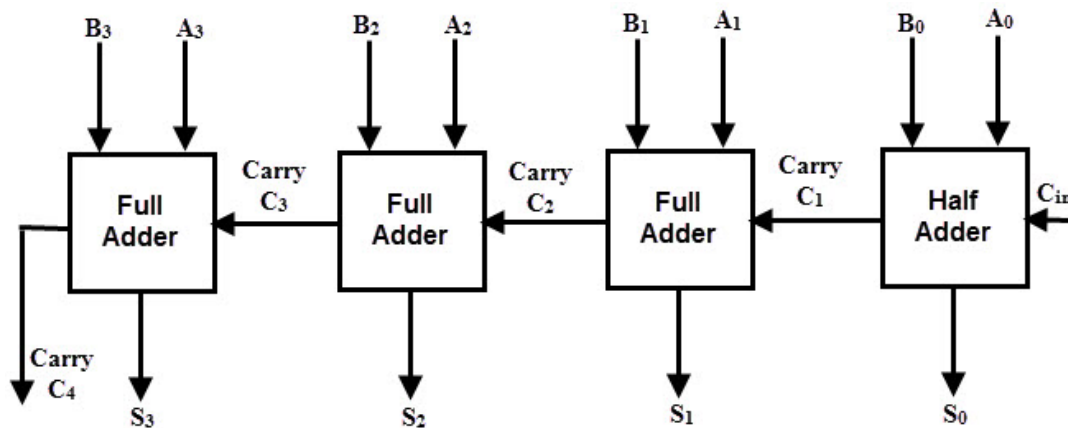 B₃ A₃ B₂ A₂ B₁ A₁ B₀ A₀
Carry C₃
Carry C₂
Carry C₁
Cin
Full Adder
Full Adder
Full Adder
Half Adder
Carry C₄
S₃ S₂ S₁ S₀